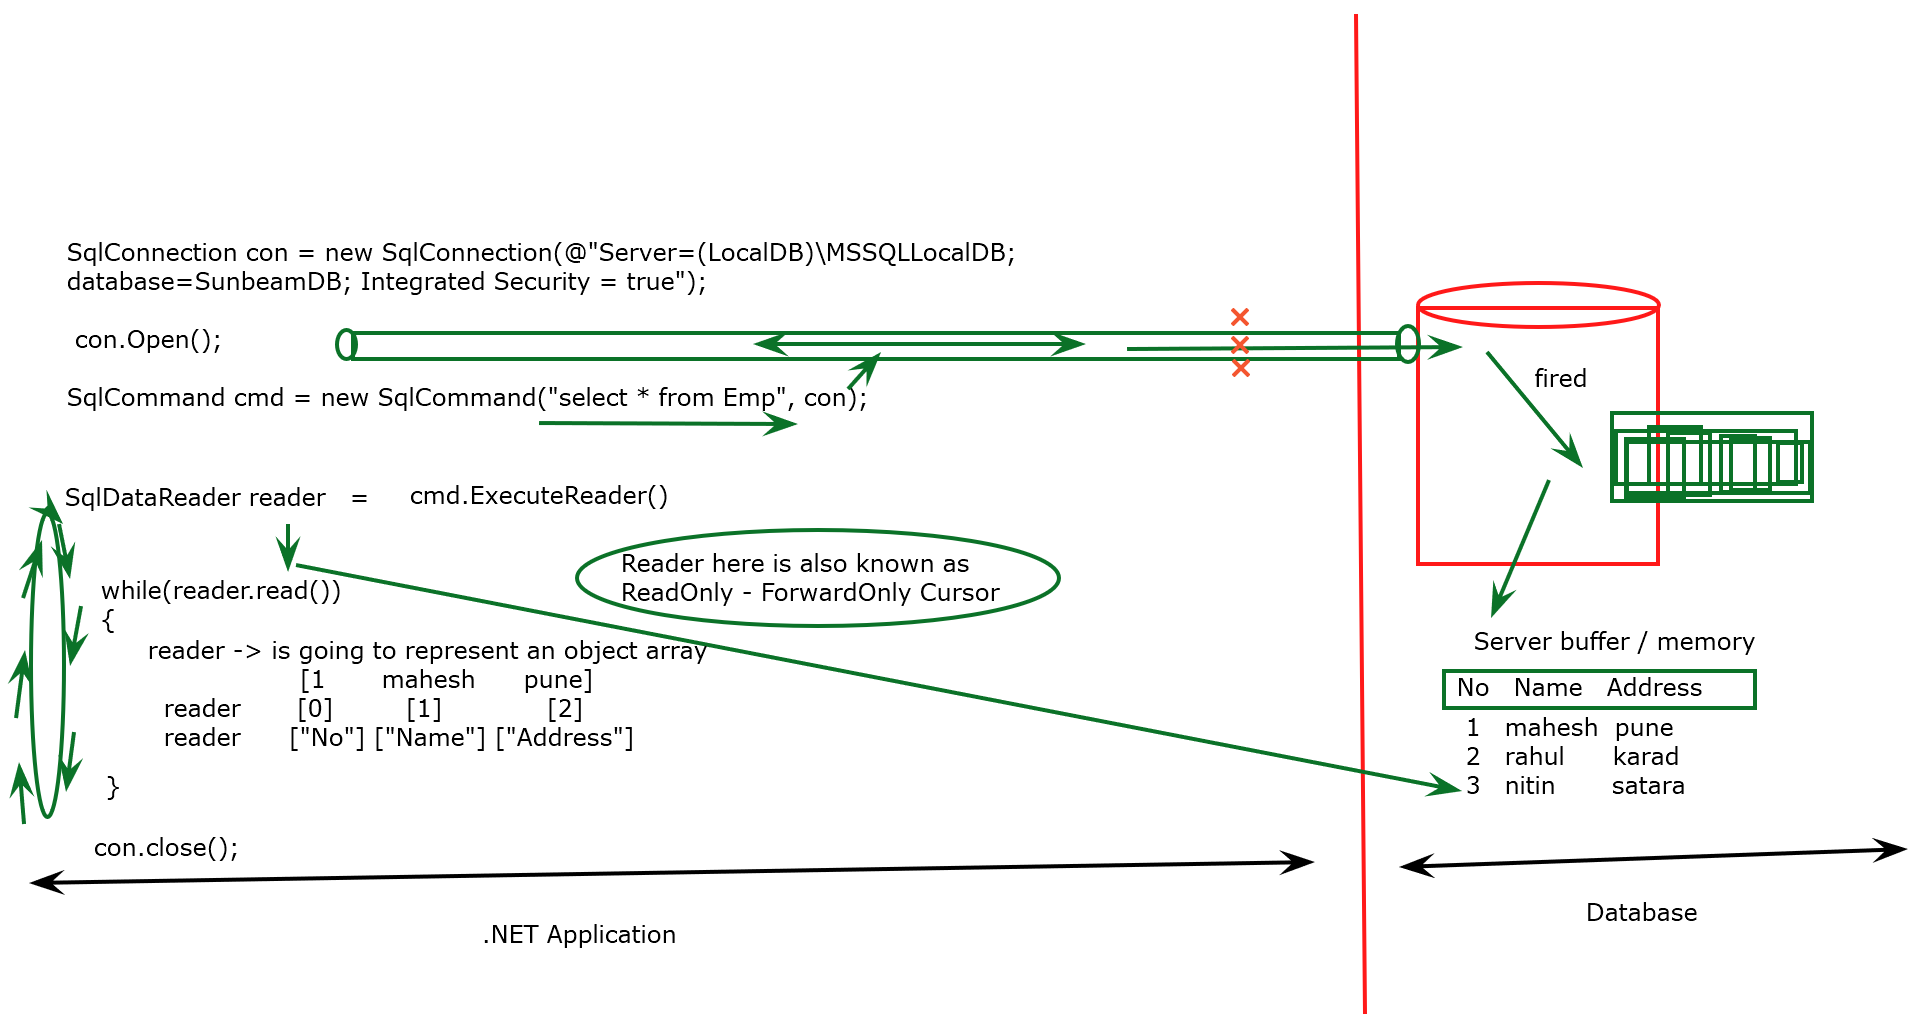 SqlConnection con = new SqlConnection(@"Server=(LocalDB)\MSSQLLocalDB;
database=SunbeamDB; Integrated Security = true");
con.Open();
fired
SqlCommand cmd = new SqlCommand("select * from Emp", con);
SqlDataReader reader = cmd.ExecuteReader()
Reader here is also known as
ReadOnly - ForwardOnly Cursor
while(reader.read())
{
reader -> is going to represent an object array
[1 mahesh pune]
reader [0] [1] [2]
reader ["No"] ["Name"] ["Address"]
}
con.close();
Server buffer / memory
No Name Address
1 mahesh pune
2 rahul karad
3 nitin satara
.NET Application
Database